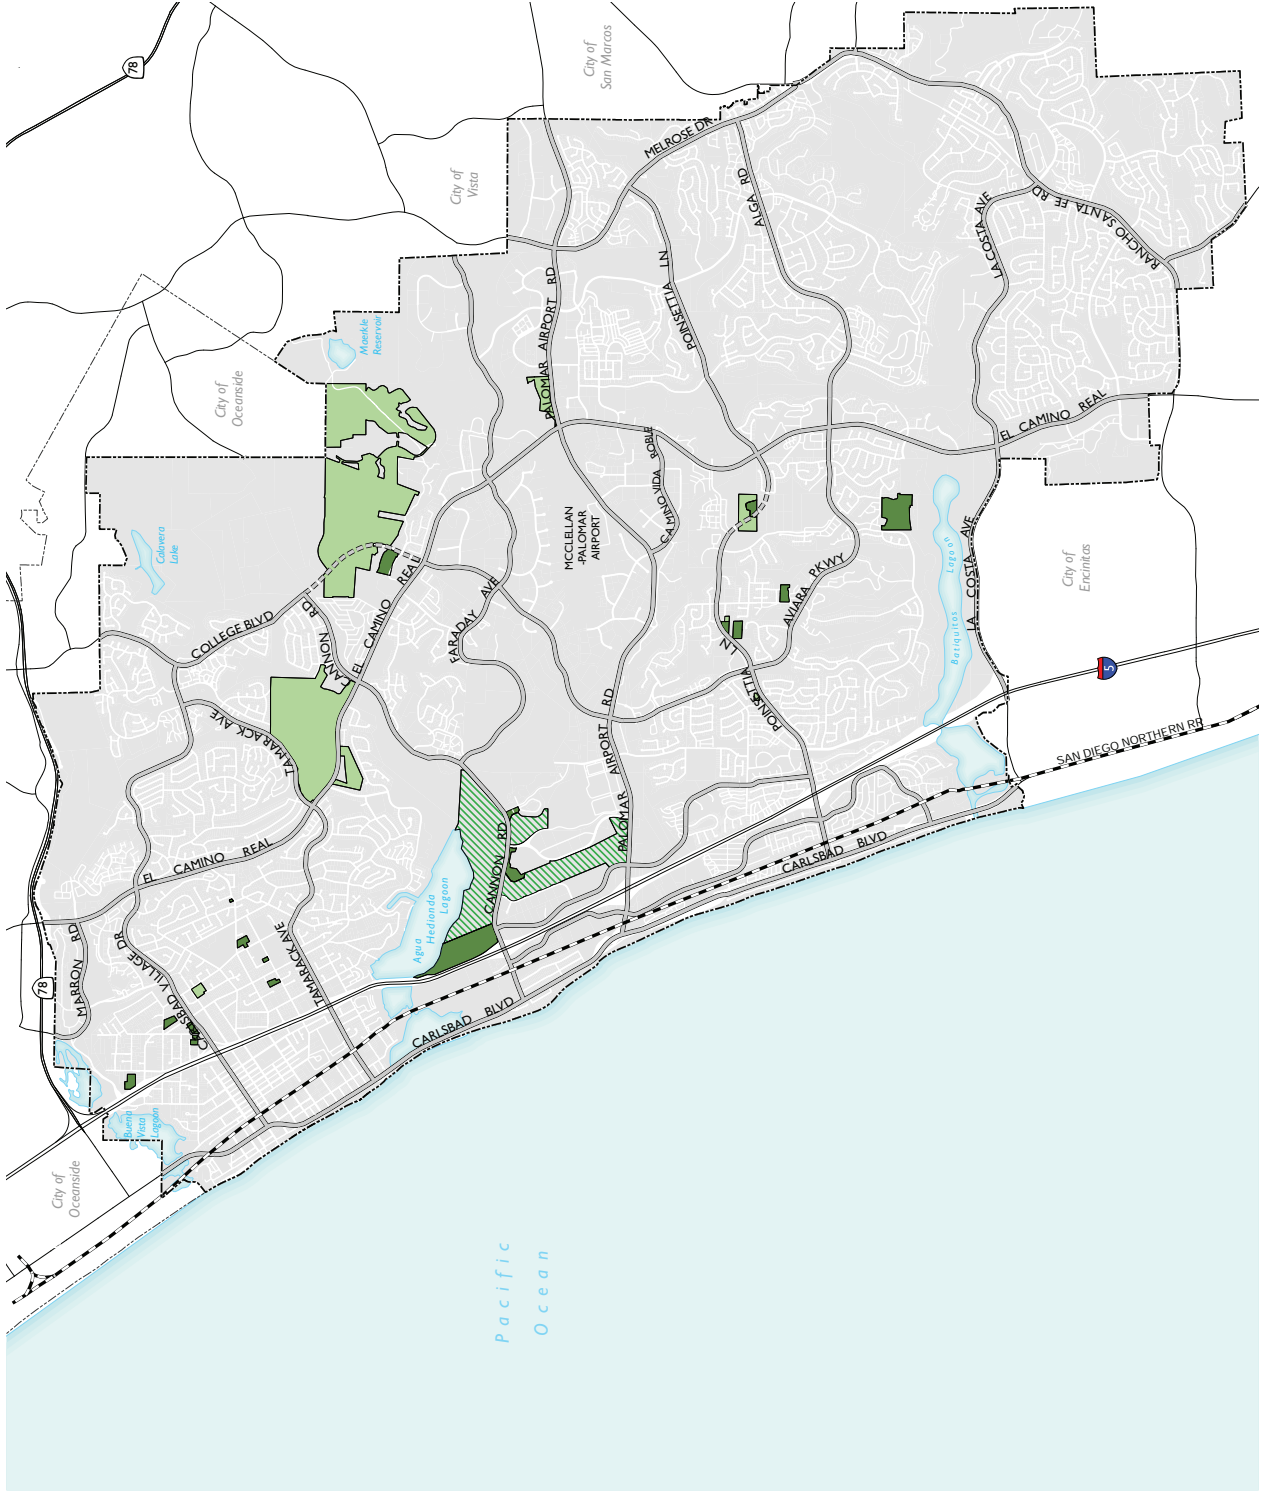 78
City of
San Marcos
City of
Vista
MELROSE DR
ALGA RD
LA COSTA AVE
RANCHO SANTA FE RD
POINSETTIA LN
PALOMAR AIRPORT RD
Maerkle
Reservoir
City of
Oceanside
EL CAMINO REAL
CAMINO VIDA ROBLE
MCCLELLAN
-PALOMAR
AIRPORT
Calavera
Lake
COLLEGE BLVD
CANNON RD
EL CAMINO REAL
FARADAY AVE
AVIARA PKWY
Batiquitos Lagoon
LA COSTA AVE
City of
Encinitas
5
SAN DIEGO NORTHERN RR
TAMARACK AVE
POINSETTIA LN
PALOMAR AIRPORT RD
EL CAMINO REAL
CANNON RD
CARLSBAD BLVD
Agua
Hedionda
Lagoon
TAMARACK AVE
MARRON RD
78
CARLSBAD VILLAGE DR
CARLSBAD BLVD
Buena
Vista
Lagoon
City of
Oceanside
Pacific
Ocean